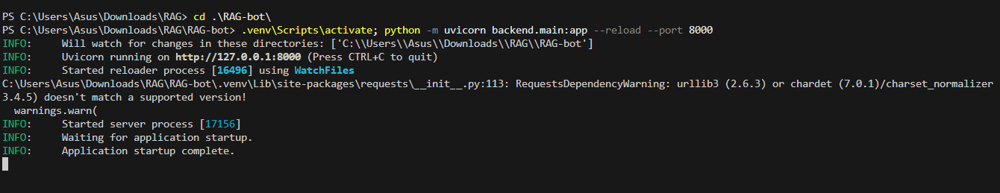 PS C:\Users\Asus\Downloads\RAG> cd .\RAG-bot\
PS C:\Users\Asus\Downloads\RAG\RAG-bot> .venv\Scripts\activate; python -m uvicorn backend.main:app --reload --port 8000
INFO:     Will watch for changes in these directories: ['C:\\Users\\Asus\\Downloads\\RAG\\RAG-bot']
INFO:     Uvicorn running on http://127.0.0.1:8000 (Press CTRL+C to quit)
INFO:     Started reloader process [16496] using WatchFiles
C:\Users\Asus\Downloads\RAG\RAG-bot\.venv\Lib\site-packages\requests\__init__.py:113: RequestsDependencyWarning: urllib3 (2.6.3) or chardet (7.0.1)/charset_normalizer
3.4.5) doesn't match a supported version!
  warnings.warn(
INFO:     Started server process [17156]
INFO:     Waiting for application startup.
INFO:     Application startup complete.